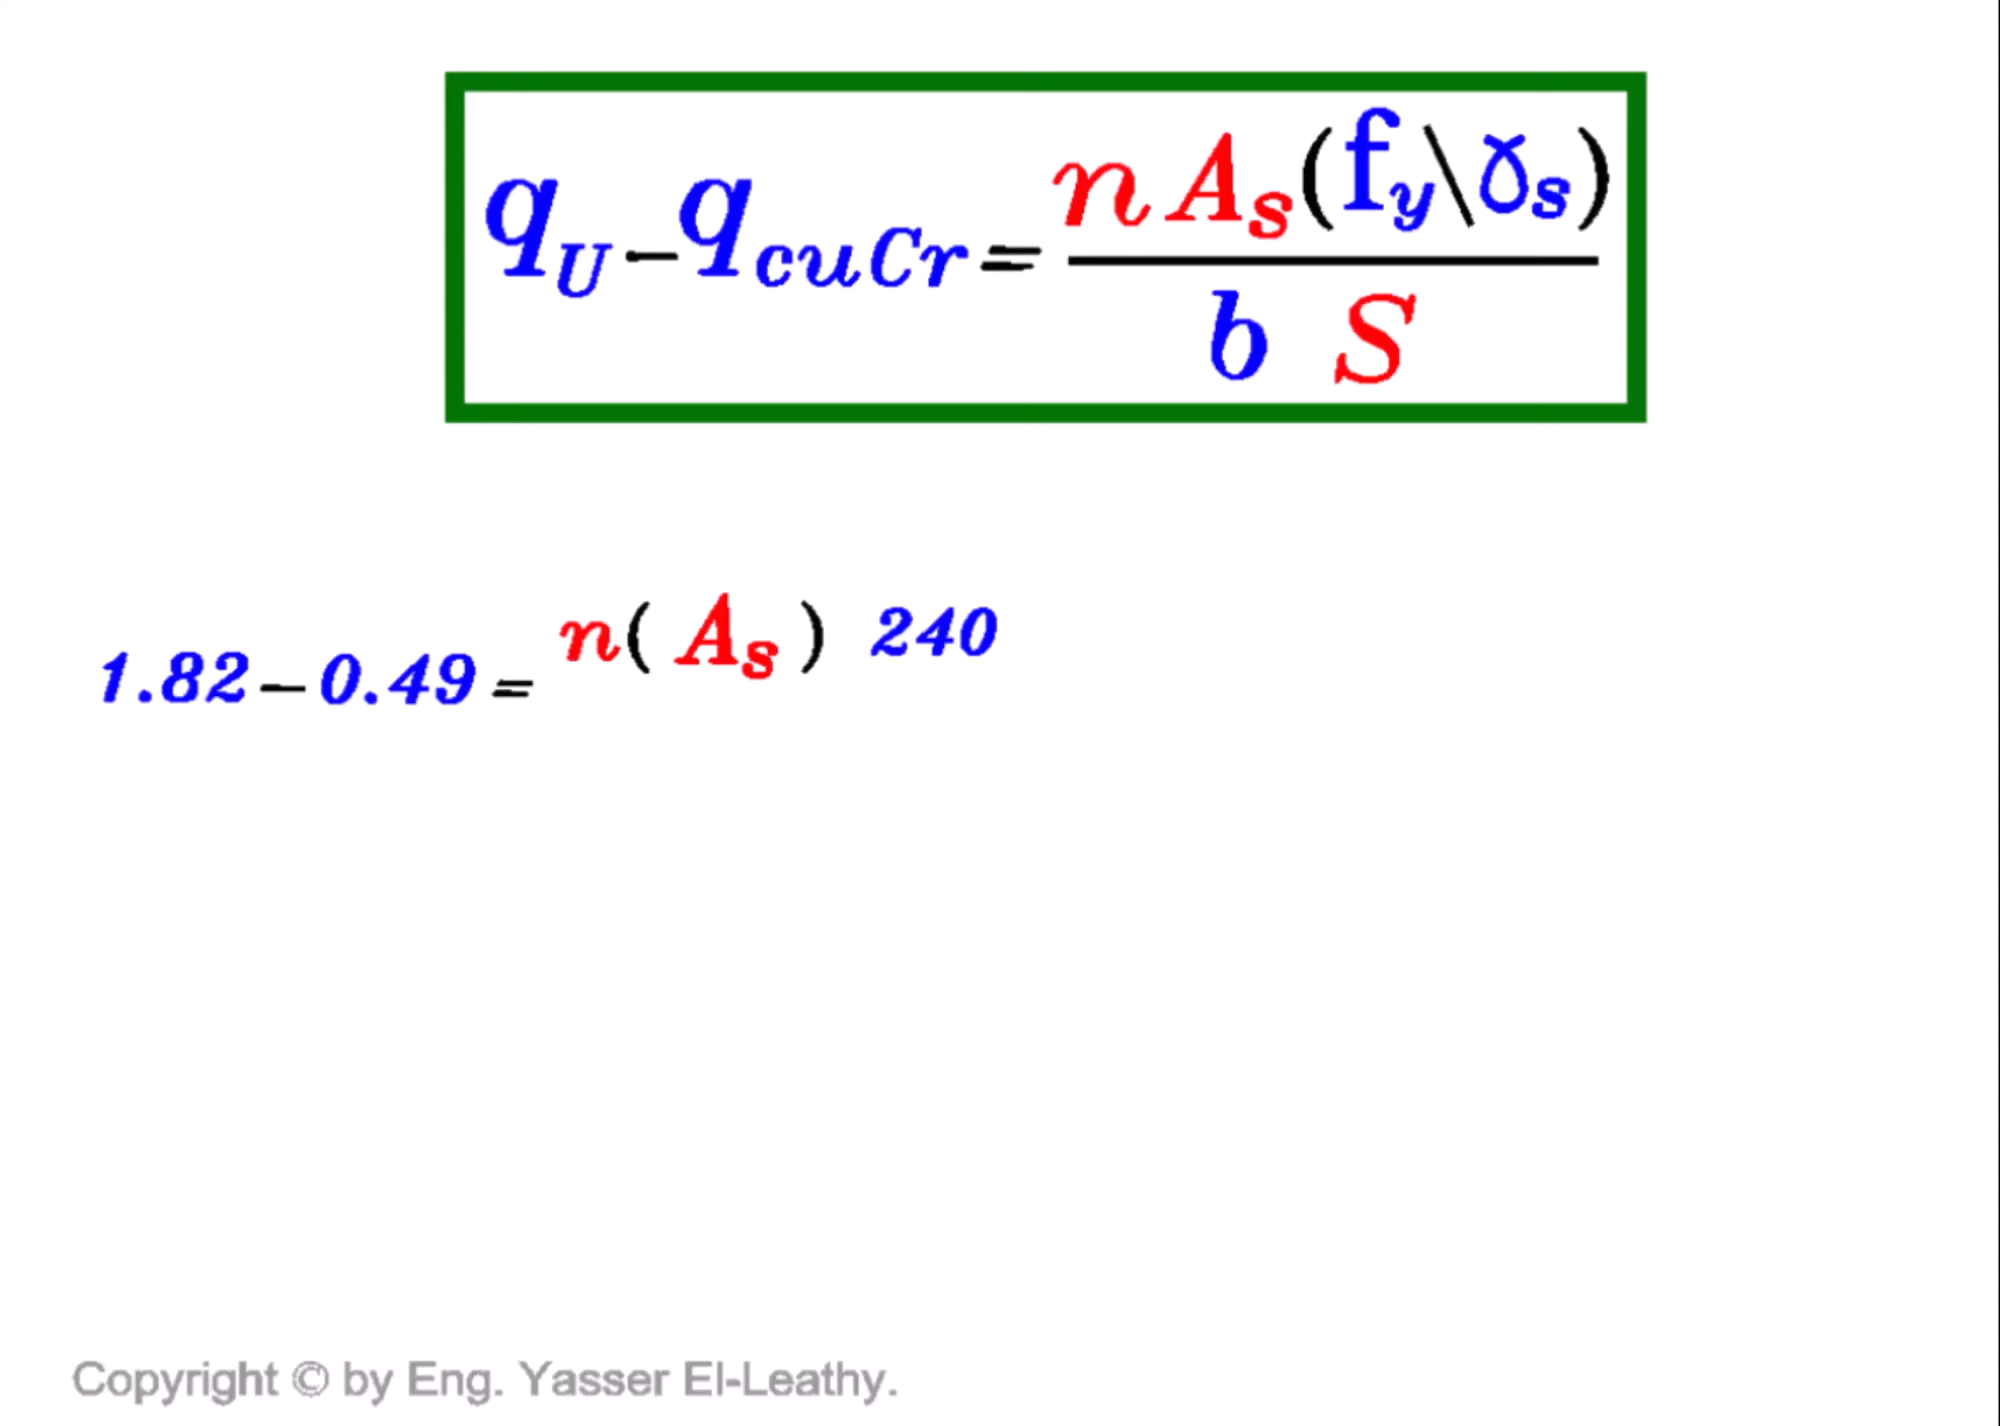 q_U - q_cuCr = n A_s (f_y \ γ_s) / b S
1.82 - 0.49 = n( A_s ) 240
Copyright © by Eng. Yasser El-Leathy.